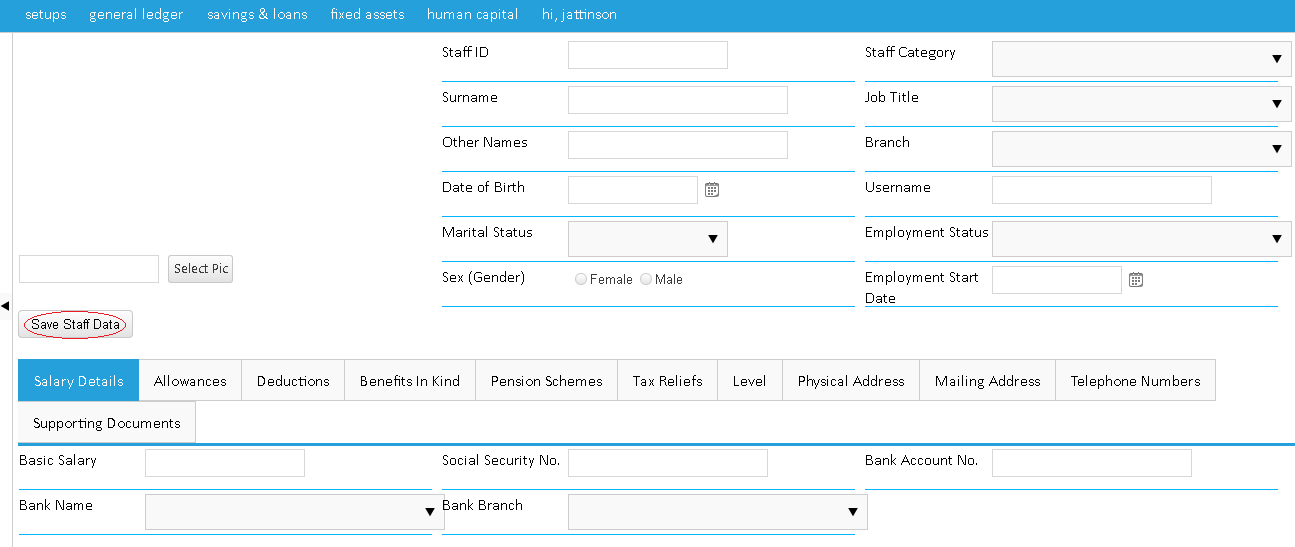 setups general ledger savings & loans fixed assets human capital hi, jattinson
Staff ID Staff Category
Surname Job Title
Other Names Branch
Date of Birth Username
Marital Status Employment Status
Select Pic
Sex (Gender) Female Male Employment Start
Date
Save Staff Data
Salary Details Allowances Deductions Benefits In Kind Pension Schemes Tax Reliefs Level Physical Address Mailing Address Telephone Numbers
Supporting Documents
Basic Salary Social Security No. Bank Account No.
Bank Name Bank Branch